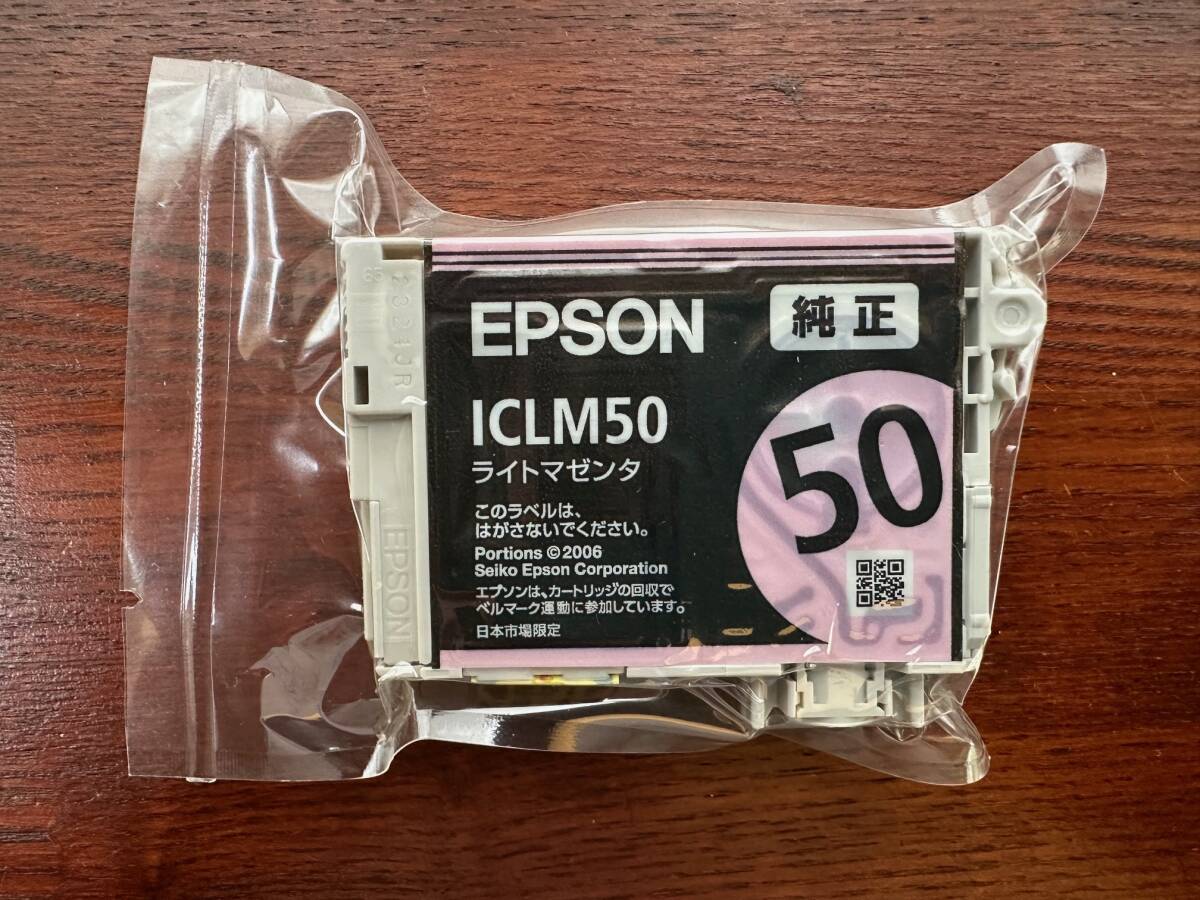 EPSON
純正
ICLM50
ライトマゼンタ
50
このラベルは、
はがさないでください。
Portions ©2006
Seiko Epson Corporation
エプソンは、カートリッジの回収で
ベルマーク運動に参加しています。
日本市場限定
EPSON
65